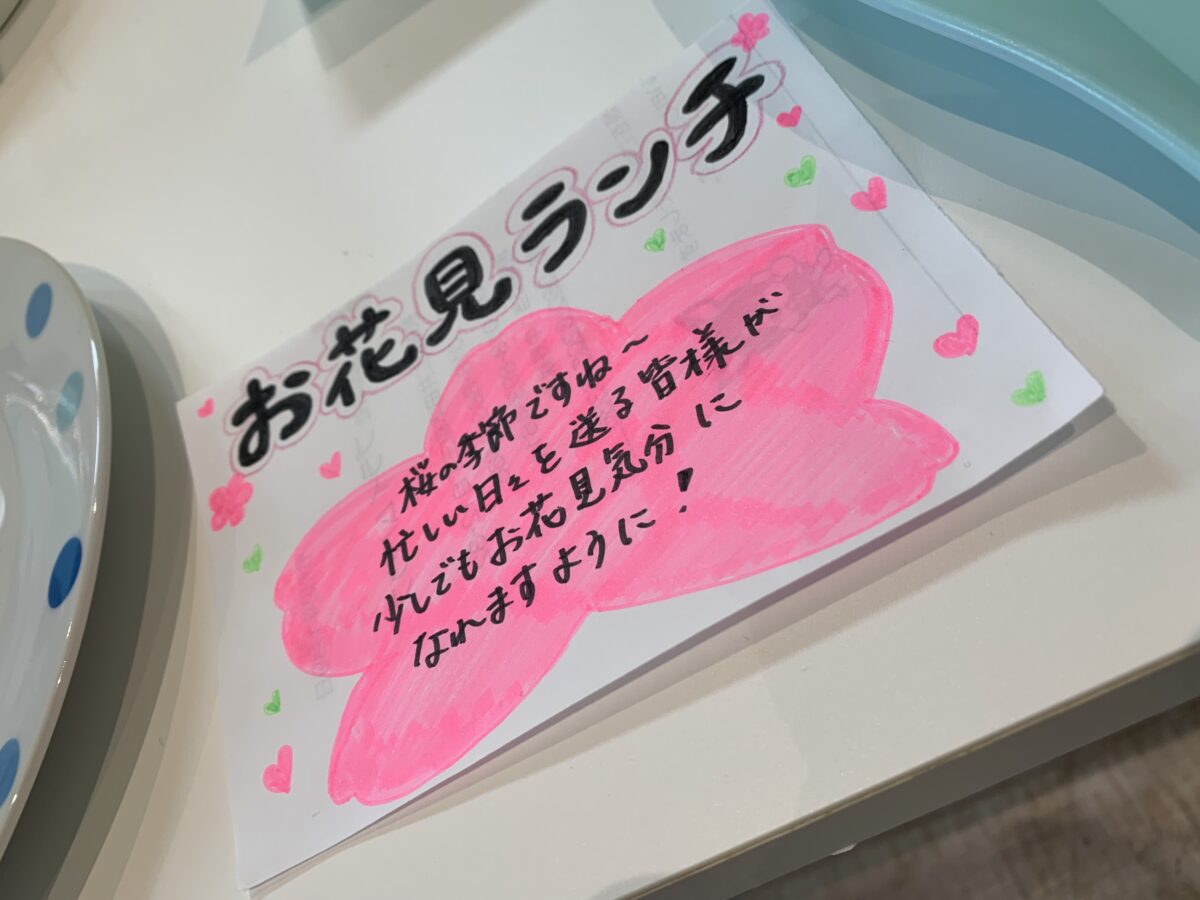 お花見ランチ
桜の季節ですね～
忙しい日々を送る皆様が
少しでもお花見気分に
なれますように！